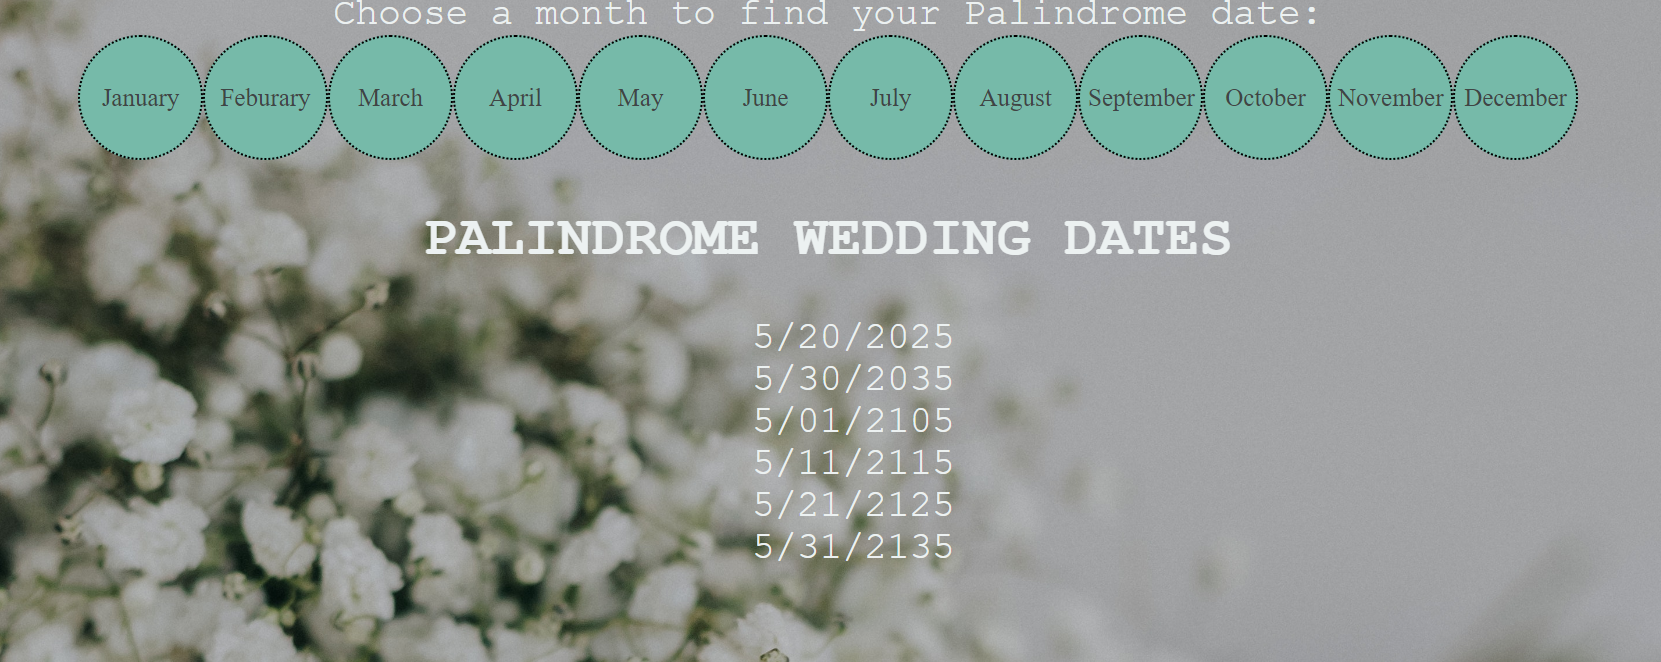 Choose a month to find your Palindrome date:
January Feburary March April May June July August September October November December
PALINDROME WEDDING DATES
5/20/2025
5/30/2035
5/01/2105
5/11/2115
5/21/2125
5/31/2135